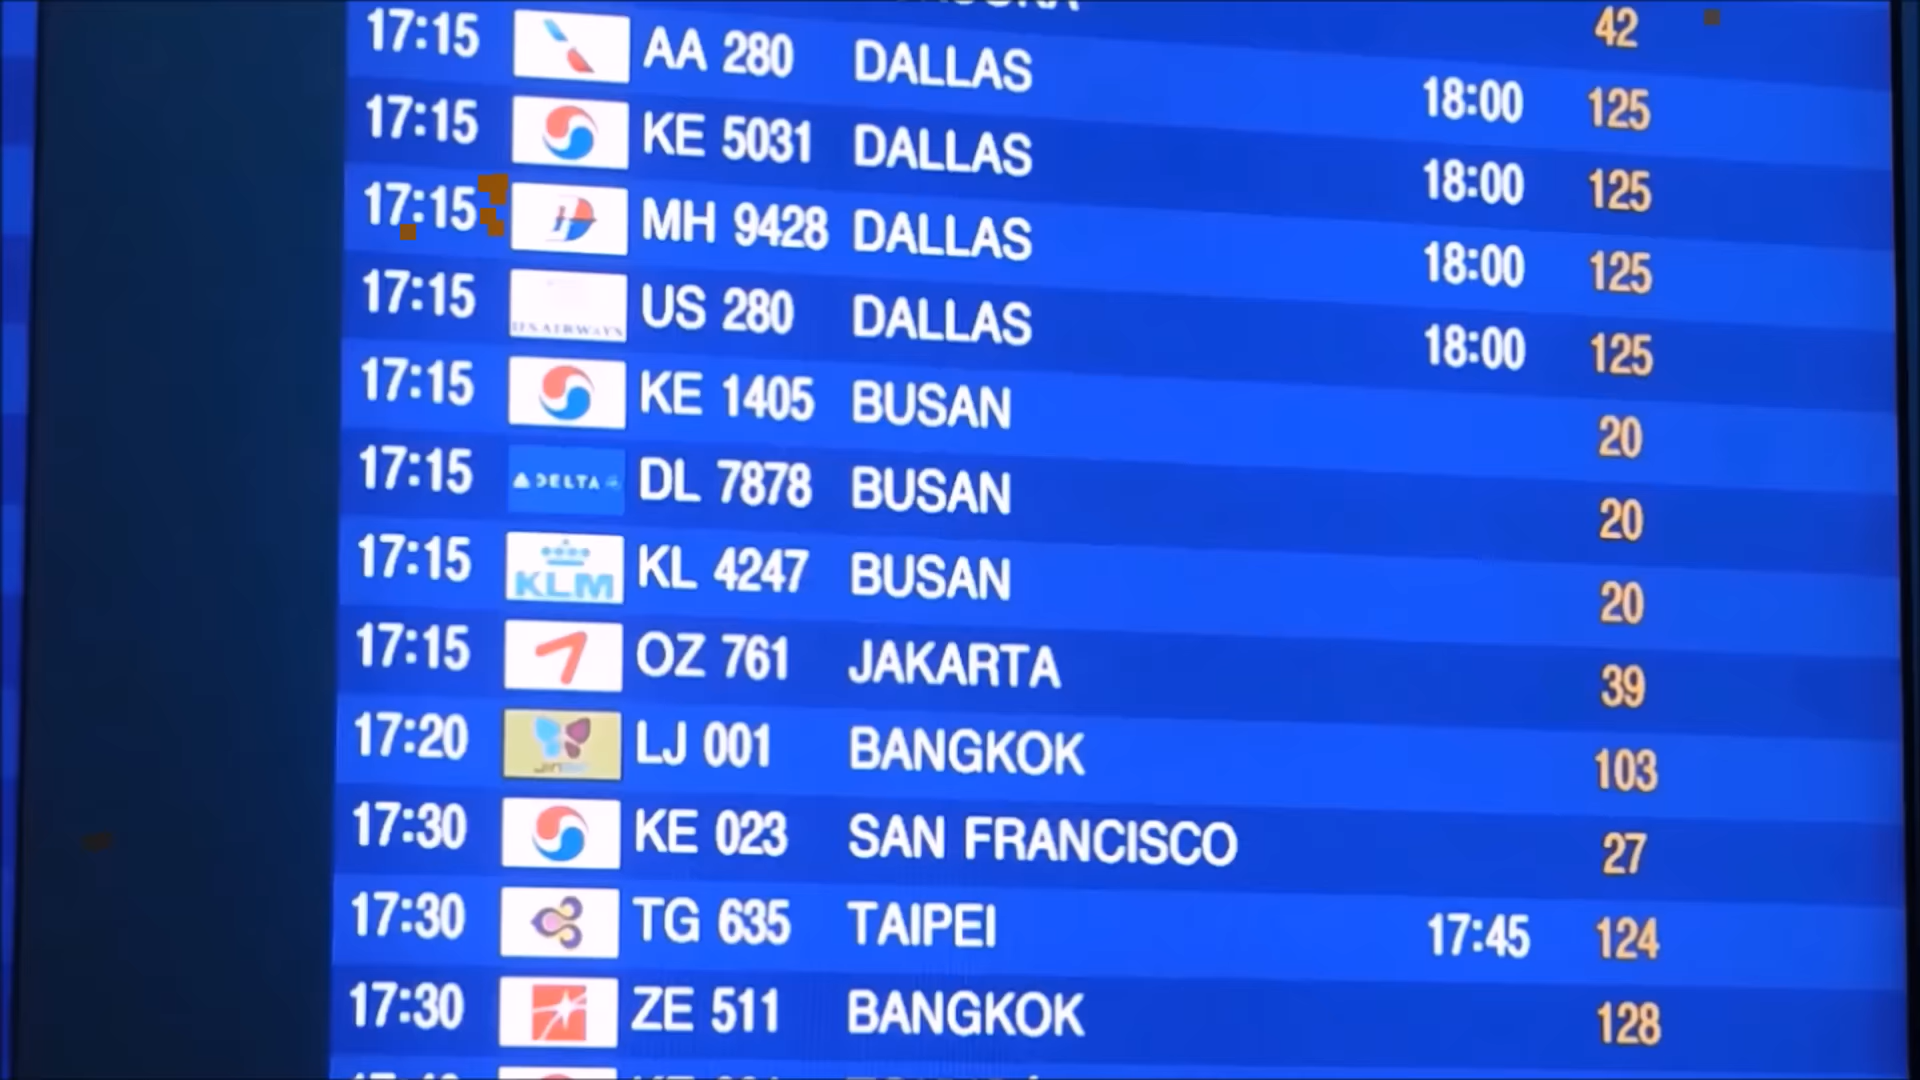 42
17:15 AA 280 DALLAS 18:00 125
17:15 KE 5031 DALLAS 18:00 125
17:15 MH 9428 DALLAS 18:00 125
17:15 US AIRWAYS US 280 DALLAS 18:00 125
17:15 KE 1405 BUSAN 20
17:15 DELTA DL 7878 BUSAN 20
17:15 KLM KL 4247 BUSAN 20
17:15 OZ 761 JAKARTA 39
17:20 LJ 001 BANGKOK 103
17:30 KE 023 SAN FRANCISCO 27
17:30 TG 635 TAIPEI 17:45 124
17:30 ZE 511 BANGKOK 128